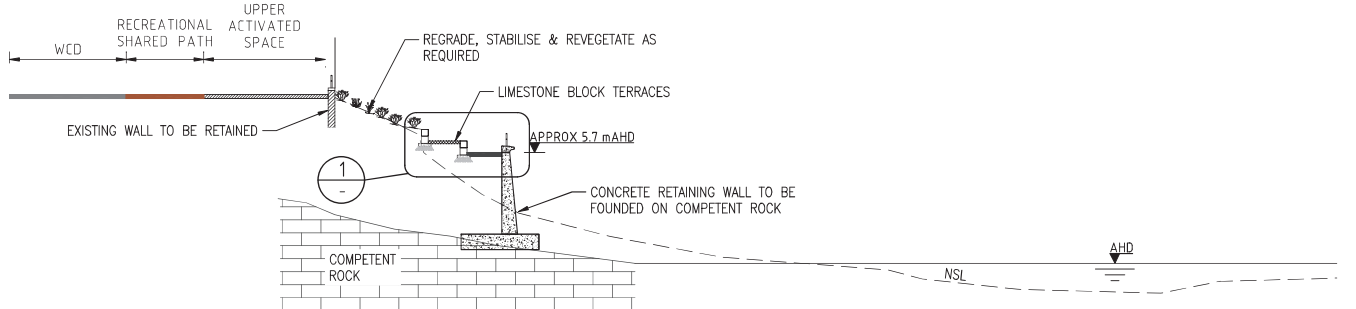 WCD
RECREATIONAL
SHARED PATH
UPPER
ACTIVATED
SPACE
REGRADE, STABILISE & REVEGETATE AS
REQUIRED
LIMESTONE BLOCK TERRACES
EXISTING WALL TO BE RETAINED
APPROX 5.7 mAHD
1
-
CONCRETE RETAINING WALL TO BE
FOUNDED ON COMPETENT ROCK
COMPETENT
ROCK
AHD
NSL